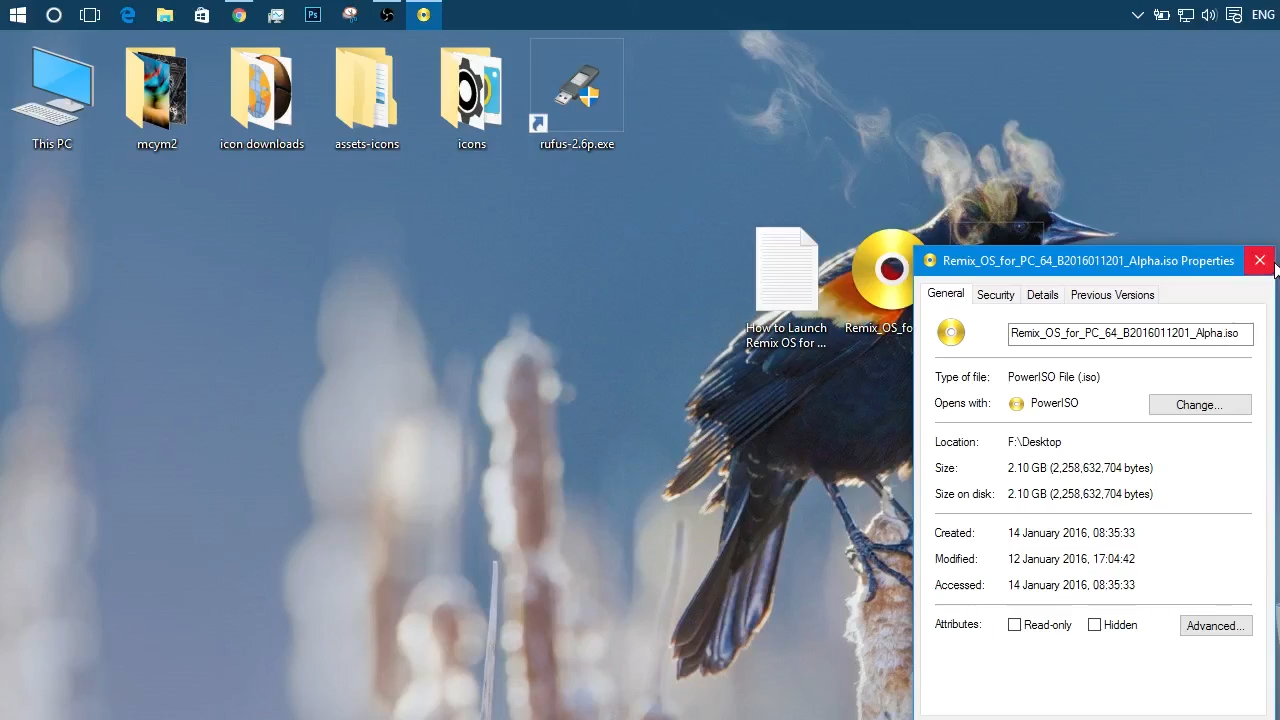 Ps
ENG
This PC
mcym2
icon downloads
assets-icons
icons
rufus-2.6p.exe
How to Launch
Remix OS for ...
Remix_OS_fo
Remix_OS_for_PC_64_B2016011201_Alpha.iso Properties
General
Security
Details
Previous Versions
Remix_OS_for_PC_64_B2016011201_Alpha.iso
Type of file: PowerISO File (.iso)
Opens with: PowerISO
Change...
Location: F:\Desktop
Size: 2.10 GB (2,258,632,704 bytes)
Size on disk: 2.10 GB (2,258,632,704 bytes)
Created: 14 January 2016, 08:35:33
Modified: 12 January 2016, 17:04:42
Accessed: 14 January 2016, 08:35:33
Attributes: Read-only Hidden Advanced...